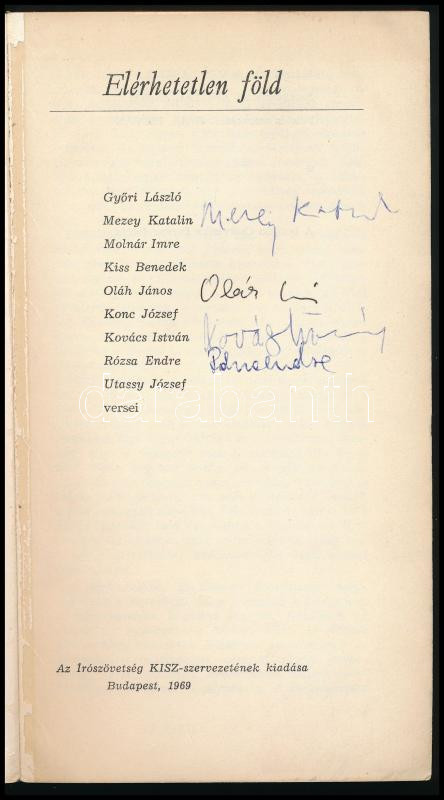 Elérhetetlen föld
Győri László
Mezey Katalin Mezey Katalin
Molnár Imre
Kiss Benedek
Oláh János Oláh
Konc József
Kovács István Kovács István
Rózsa Endre Rózsa Endre
Utassy József
versei
darabanth
Az Írószövetség KISZ-szervezetének kiadása
Budapest, 1969